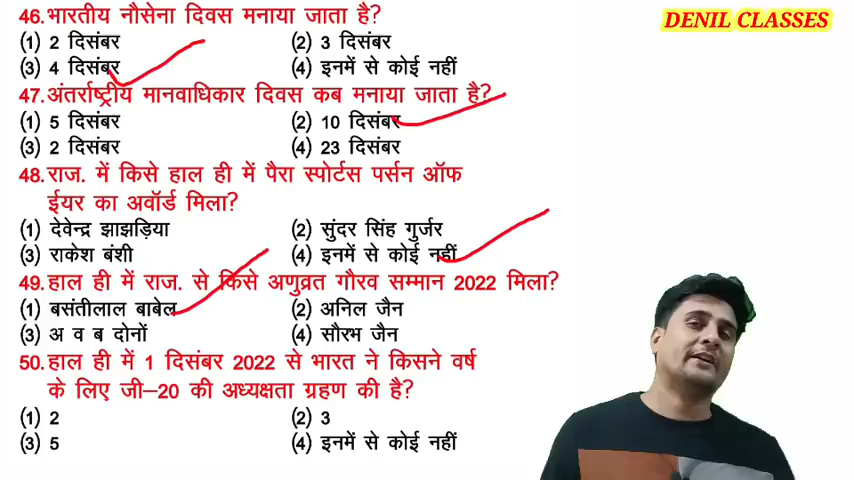 DENIL CLASSES
46.भारतीय नौसेना दिवस मनाया जाता है?
(1) 2 दिसंबर (2) 3 दिसंबर
(3) 4 दिसंबर (4) इनमें से कोई नहीं
47.अंतर्राष्ट्रीय मानवाधिकार दिवस कब मनाया जाता है?
(1) 5 दिसंबर (2) 10 दिसंबर
(3) 2 दिसंबर (4) 23 दिसंबर
48.राज. में किसे हाल ही में पैरा स्पोर्टस पर्सन ऑफ
ईयर का अवॉर्ड मिला?
(1) देवेन्द्र झाझड़िया (2) सुंदर सिंह गुर्जर
(3) राकेश बंशी (4) इनमें से कोई नहीं
49.हाल ही में राज. से किसे अणुव्रत गौरव सम्मान 2022 मिला?
(1) बसंतीलाल बाबेल (2) अनिल जैन
(3) अ व ब दोनों (4) सौरभ जैन
50.हाल ही में 1 दिसंबर 2022 से भारत ने किसने वर्ष
के लिए जी–20 की अध्यक्षता ग्रहण की है?
(1) 2 (2) 3
(3) 5 (4) इनमें से कोई नहीं